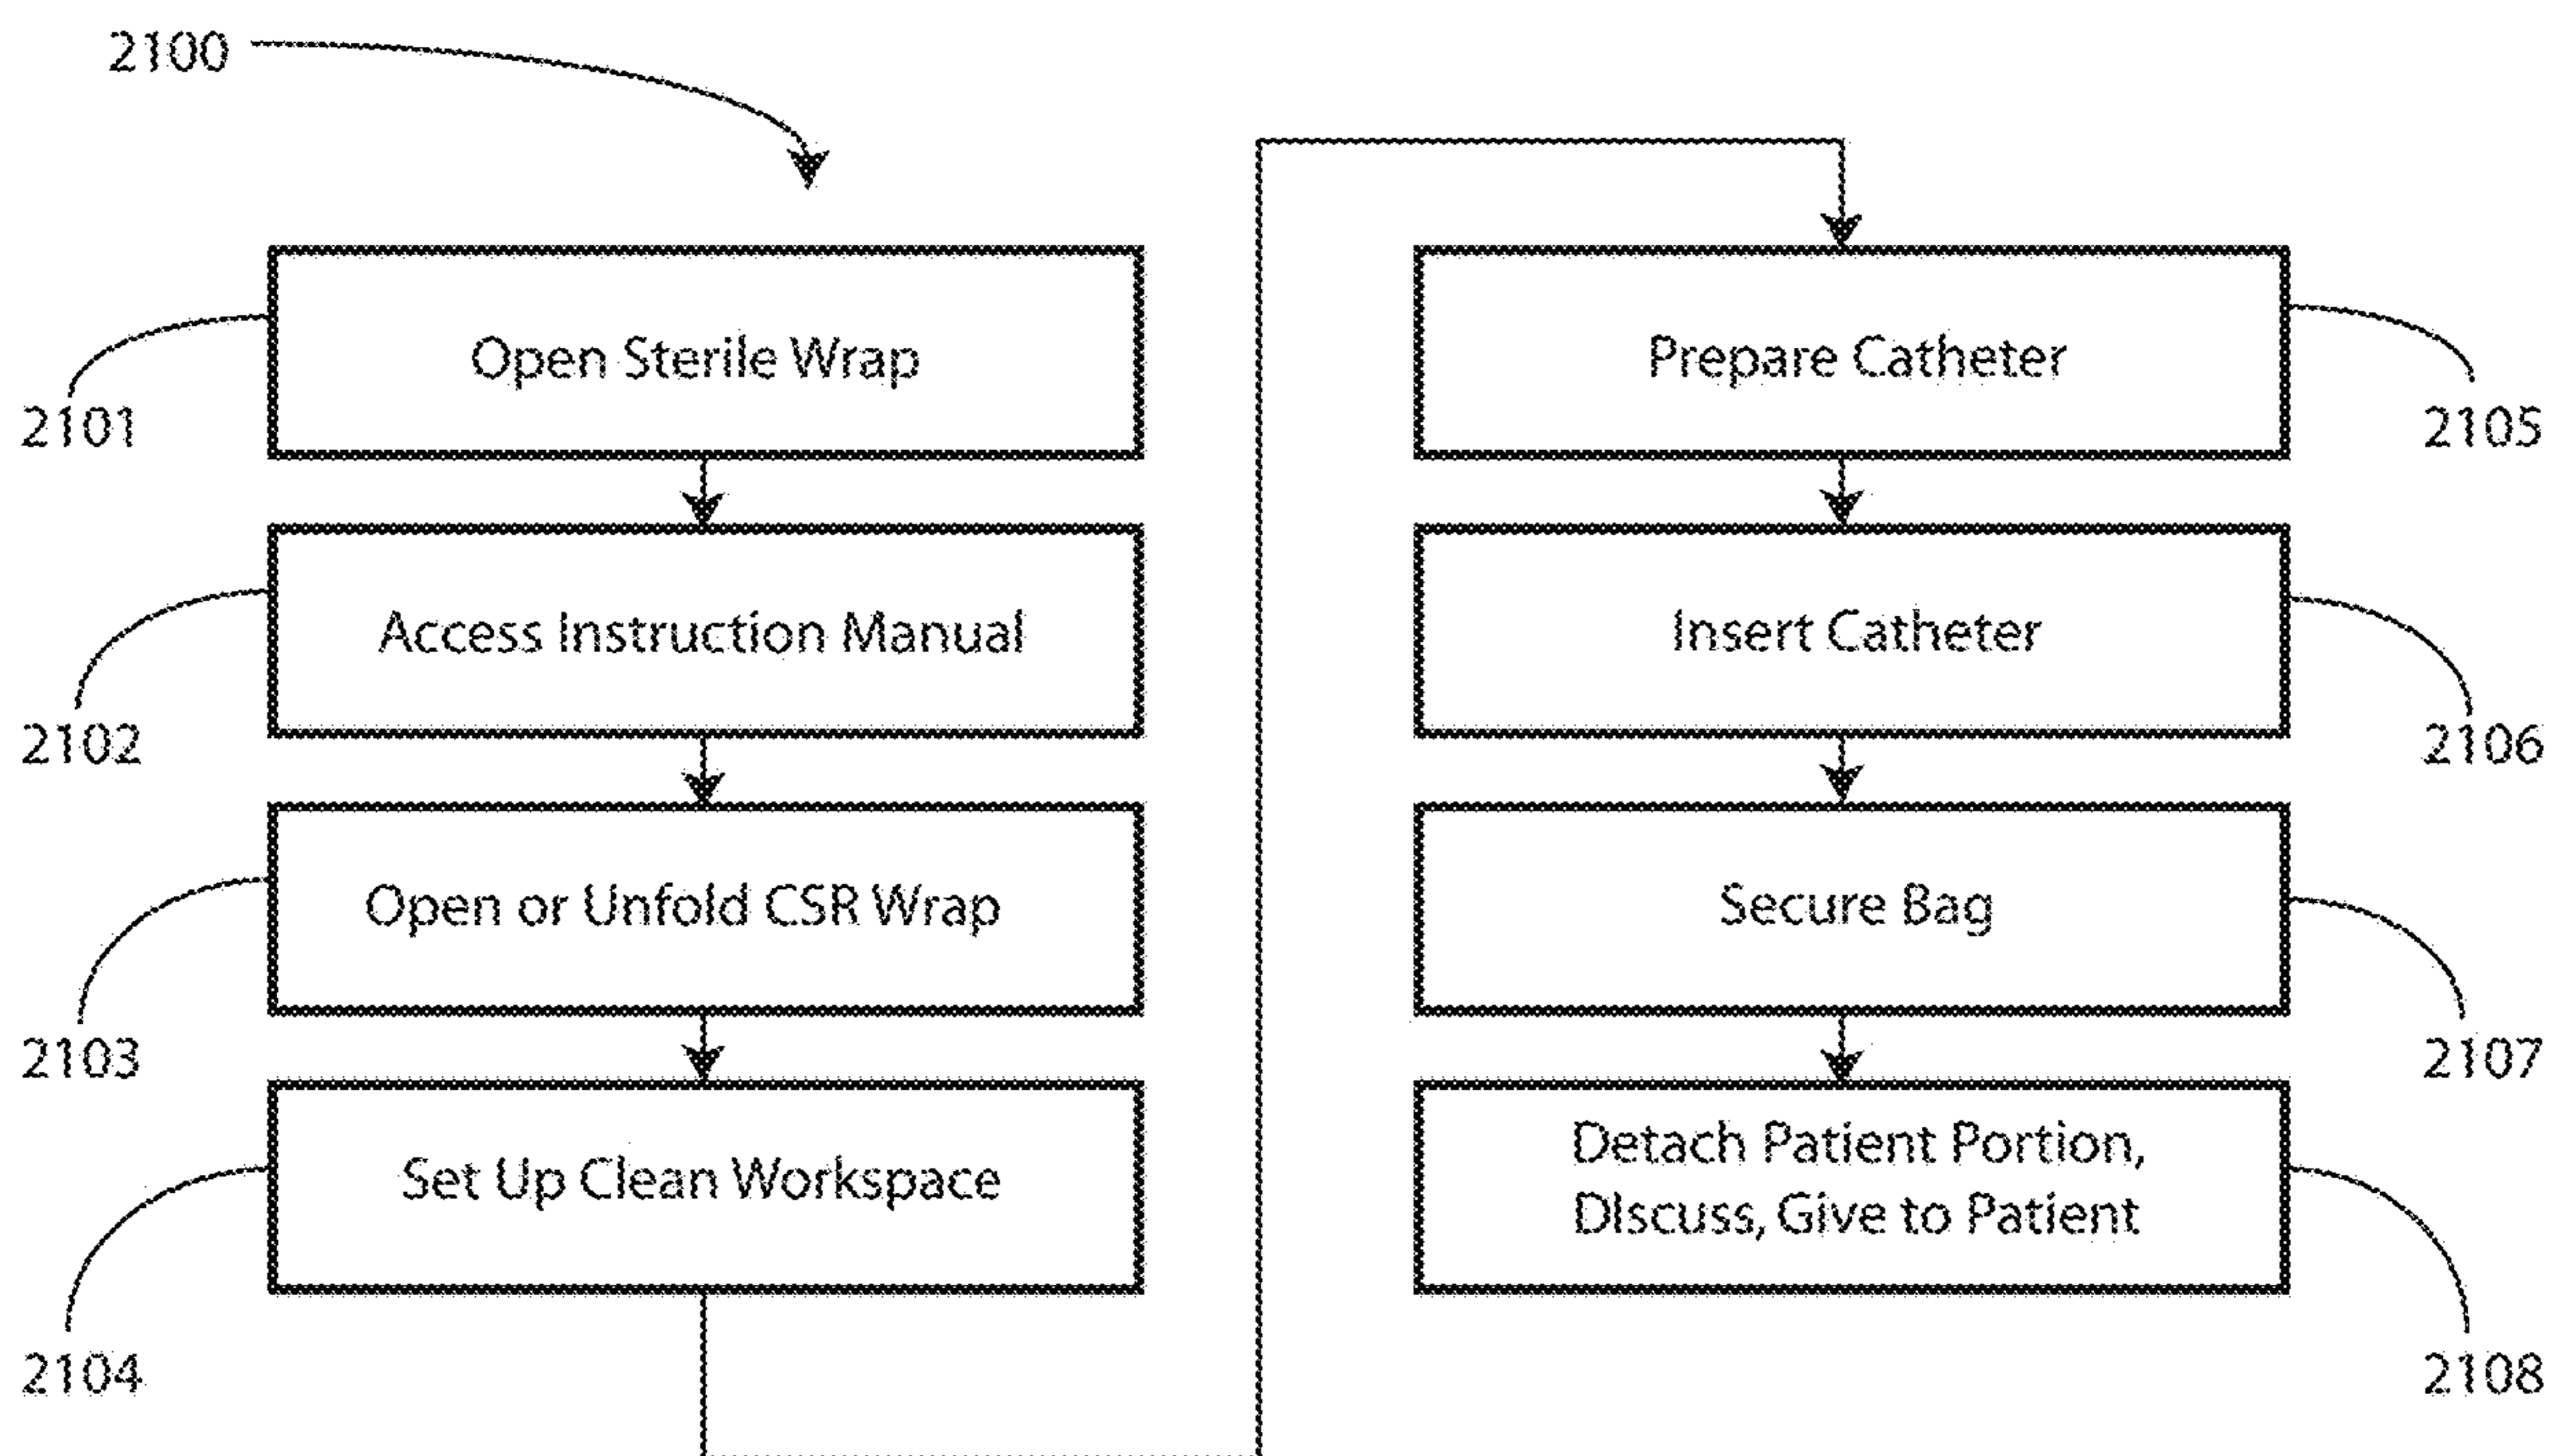 2100
Open Sterile Wrap
2101
Access Instruction Manual
2102
Open or Unfold CSR Wrap
2103
Set Up Clean Workspace
2104
Prepare Catheter
2105
Insert Catheter
2106
Secure Bag
2107
Detach Patient Portion,
DIscuss, Give to Patient
2108